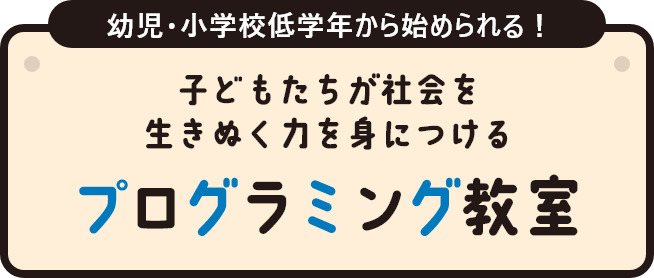 幼児・小学校低学年から始められる！
子どもたちが社会を
生きぬく力を身につける
プログラミング教室